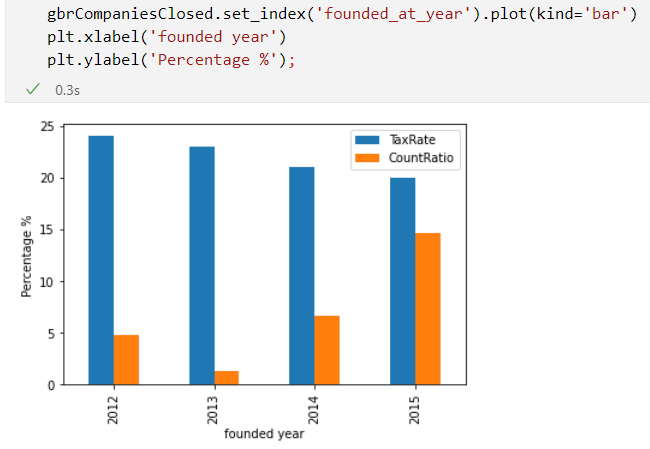 gbrCompaniesClosed.set_index('founded_at_year').plot(kind='bar')
plt.xlabel('founded year')
plt.ylabel('Percentage %');
0.3s
25
TaxRate
CountRatio
20
15
Percentage %
10
5
0
2012
2013
2014
2015
founded year